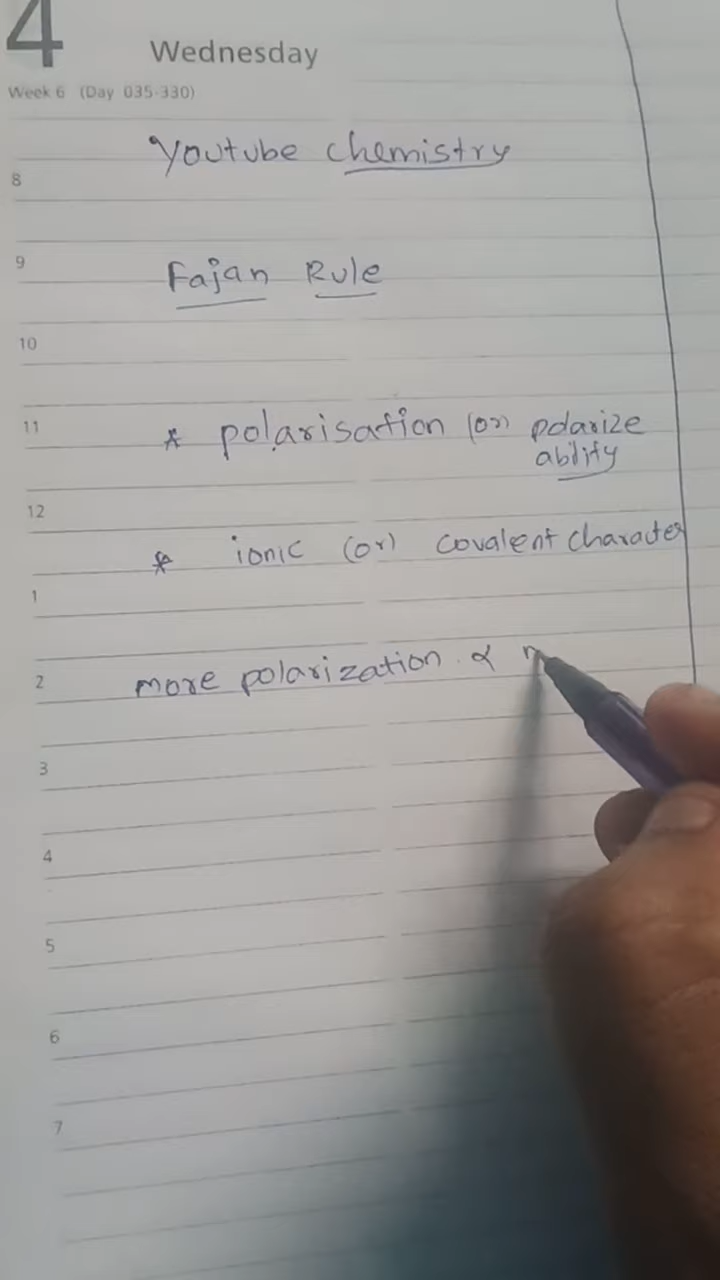 4
Wednesday
Week 6 (Day 035-330)
Youtube Chemistry
8
9
Fajan Rule
10
11
* polarisation (or) polarize
ability
12
* ionic (or) covalent character
1
2
more polarization ∝
3
4
5
6
7